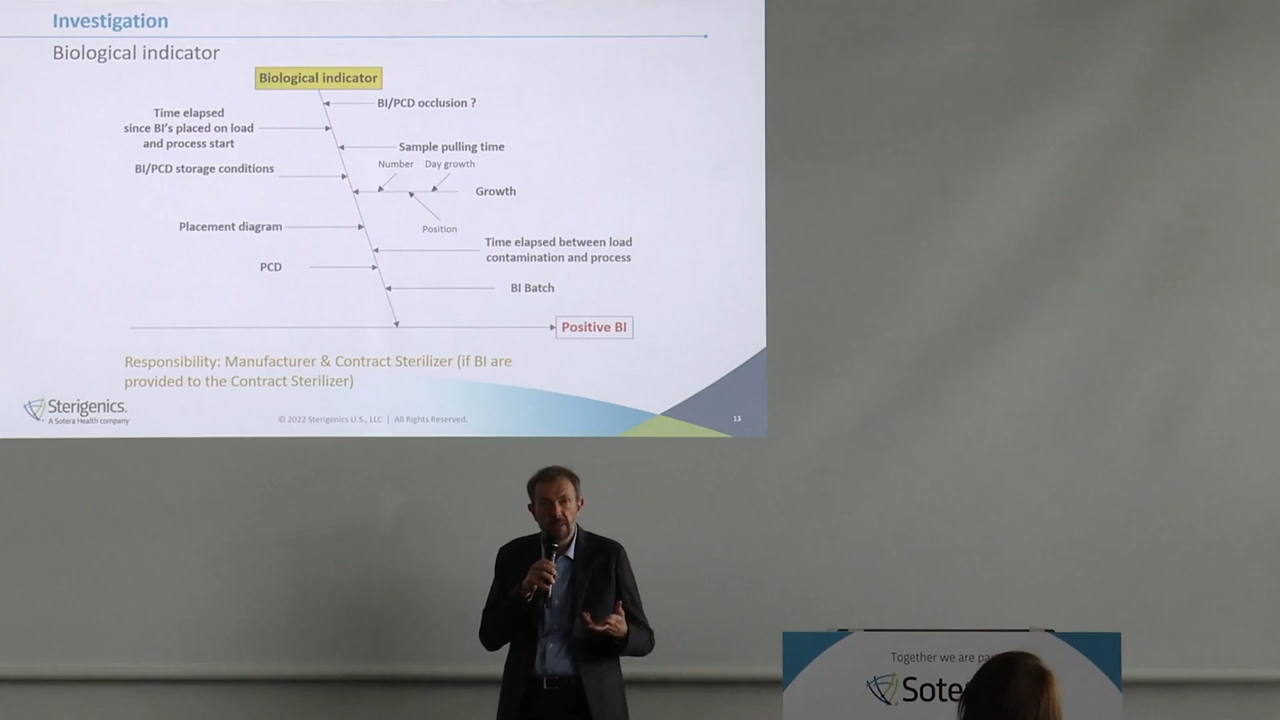 Investigation
Biological indicator
Biological indicator
BI/PCD occlusion ?
Time elapsed
since BI's placed on load
and process start
Sample pulling time
Number
Day growth
BI/PCD storage conditions
Growth
Placement diagram
Position
Time elapsed between load
contamination and process
PCD
BI Batch
Positive BI
Responsibility: Manufacturer & Contract Sterilizer (if BI are
provided to the Contract Sterilizer)
Sterigenics.
A Sotera Health company
© 2022 Sterigenics U.S., LLC | All Rights Reserved.
13
Together we are